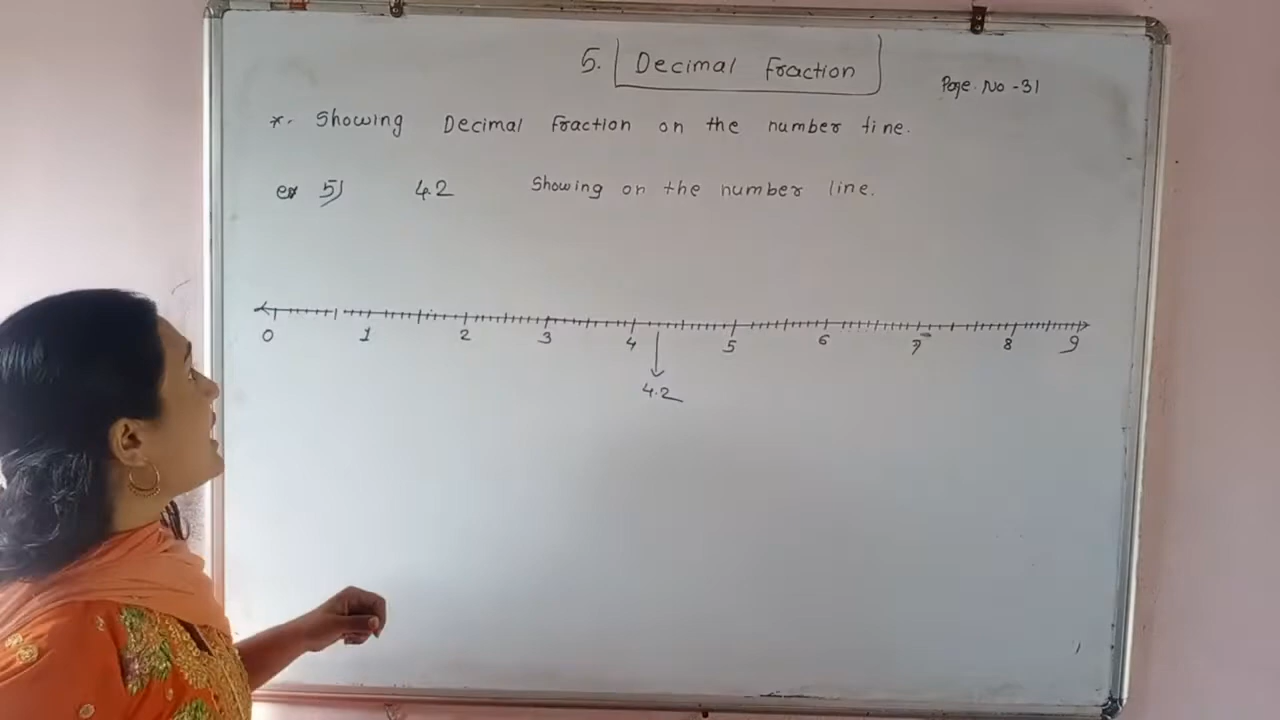 5. Decimal Fraction
Page. No - 31
*. Showing Decimal Fraction on the number line.
ex 5) 4.2 Showing on the number line.
0 1 2 3 4 5 6 7 8 9
4.2